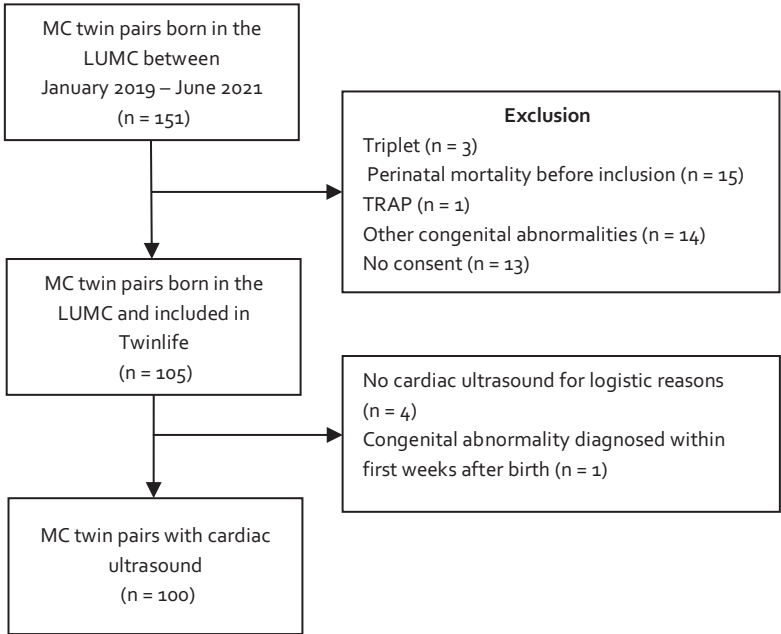 MC twin pairs born in the
LUMC between
January 2019 – June 2021
(n = 151)
Exclusion
Triplet (n = 3)
Perinatal mortality before inclusion (n = 15)
TRAP (n = 1)
Other congenital abnormalities (n = 14)
No consent (n = 13)
MC twin pairs born in the
LUMC and included in
Twinlife
(n = 105)
No cardiac ultrasound for logistic reasons
(n = 4)
Congenital abnormality diagnosed within
first weeks after birth (n = 1)
MC twin pairs with cardiac
ultrasound
(n = 100)